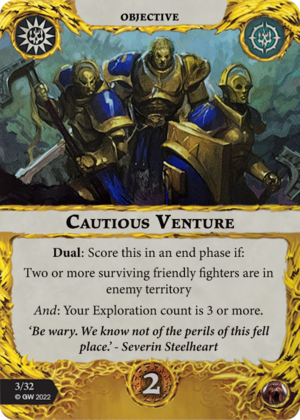 OBJECTIVE
CAUTIOUS VENTURE
Dual: Score this in an end phase if:
Two or more surviving friendly fighters are in
enemy territory
And: Your Exploration count is 3 or more.
‘Be wary. We know not of the perils of this fell
place.’ - Severin Steelheart
3/32
© GW 2022
2